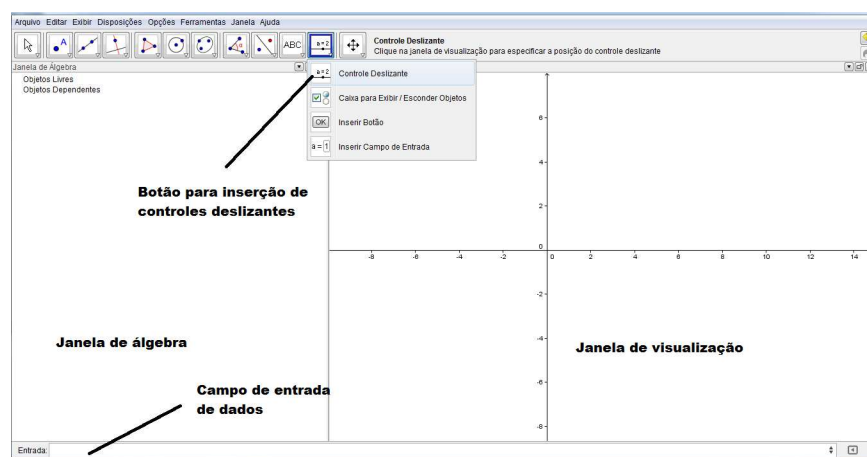 Arquivo Editar Exibir Disposições Opções Ferramentas Janela Ajuda
A
ABC
a=2
Controle Deslizante
Clique na janela de visualização para especificar a posição do controle deslizante
Janela de Álgebra
Objetos Livres
Objetos Dependentes
a=2 Controle Deslizante
Caixa para Exibir / Esconder Objetos
OK Inserir Botão
a = 1 Inserir Campo de Entrada
Botão para inserção de
controles deslizantes
6
4
2
0
-8 -6 -4 -2 0 2 4 6 8 10 12 14
-2
-4
-6
-8
Janela de álgebra
Janela de visualização
Campo de entrada
de dados
Entrada: